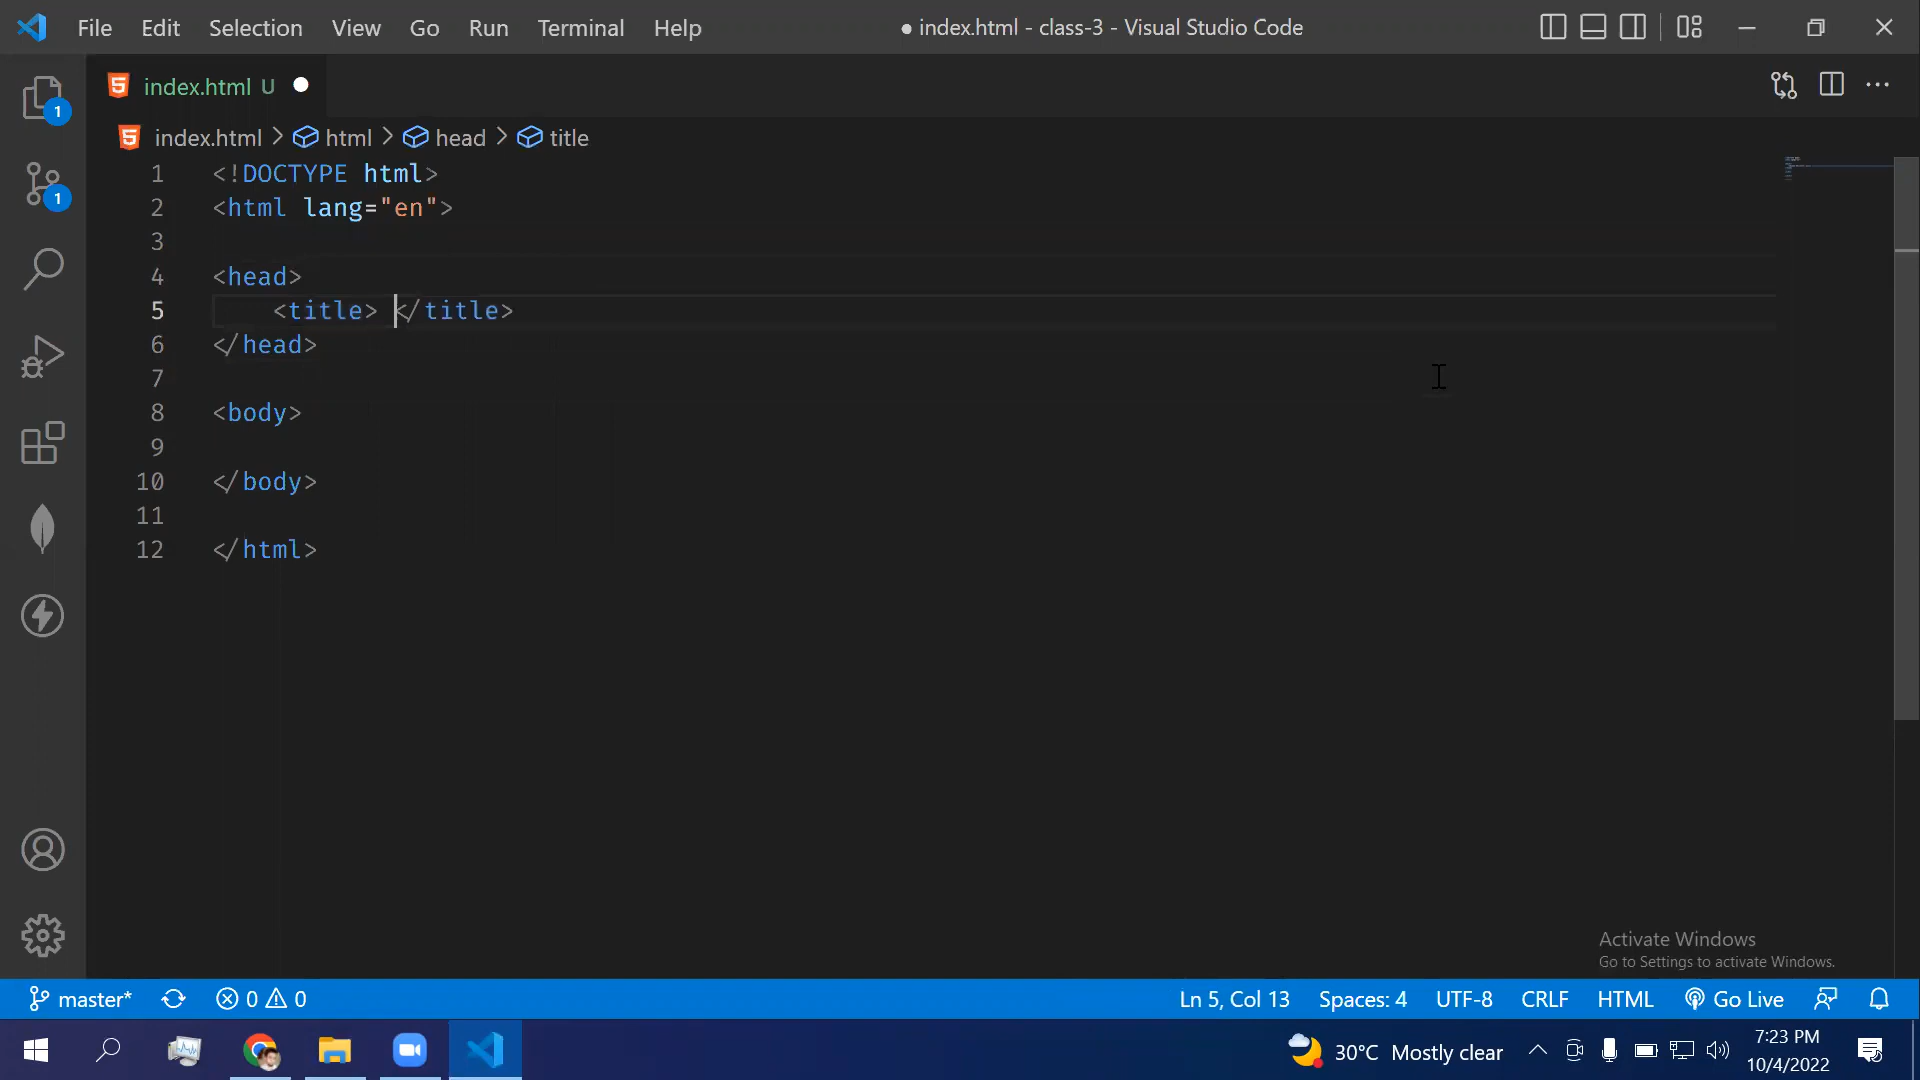 File Edit Selection View Go Run Terminal Help
● index.html - class-3 - Visual Studio Code
1
index.html U
index.html > html > head > title
1 <!DOCTYPE html>
2 <html lang="en">
3
4 <head>
5 <title> </title>
6 </head>
7
8 <body>
9
10 </body>
11
12 </html>
1
Activate Windows
Go to Settings to activate Windows.
master* 0 0 Ln 5, Col 13 Spaces: 4 UTF-8 CRLF HTML Go Live
30°C Mostly clear
7:23 PM
10/4/2022